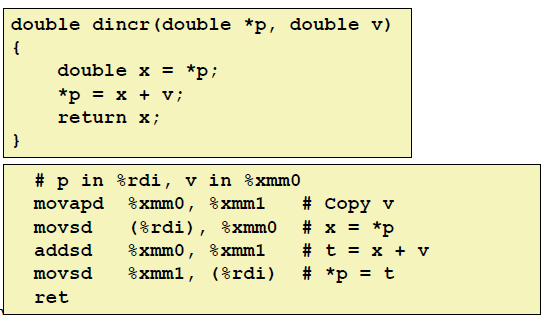 double dincr(double *p, double v)
{
    double x = *p;
    *p = x + v;
    return x;
}
# p in %rdi, v in %xmm0
movapd %xmm0, %xmm1 # Copy v
movsd (%rdi), %xmm0 # x = *p
addsd %xmm0, %xmm1 # t = x + v
movsd %xmm1, (%rdi) # *p = t
ret